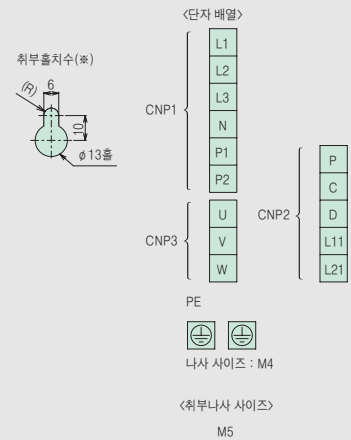 취부홀치수(※)
(R)
6
10
φ13홀
〈단자 배열〉
CNP1
L1
L2
L3
N
P1
P2
CNP3
U
V
W
CNP2
P
C
D
L11
L21
PE
나사 사이즈 : M4
〈취부나사 사이즈〉
M5